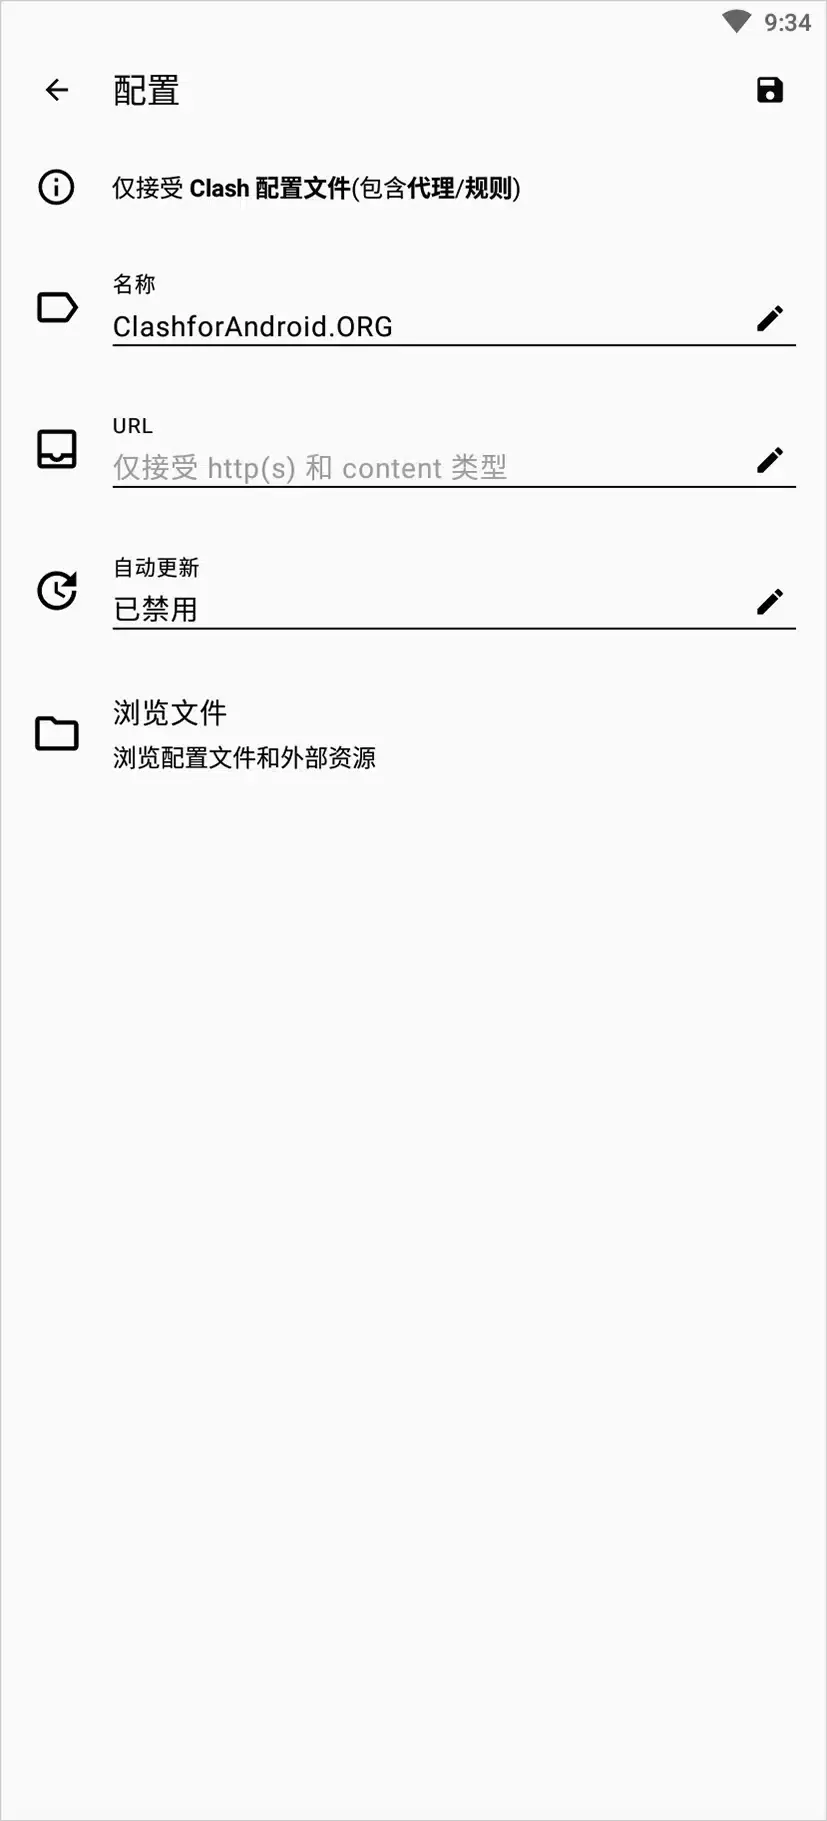 9:34
配置
仅接受 Clash 配置文件(包含代理/规则)
名称
ClashforAndroid.ORG
URL
仅接受 http(s) 和 content 类型
自动更新
已禁用
浏览文件
浏览配置文件和外部资源